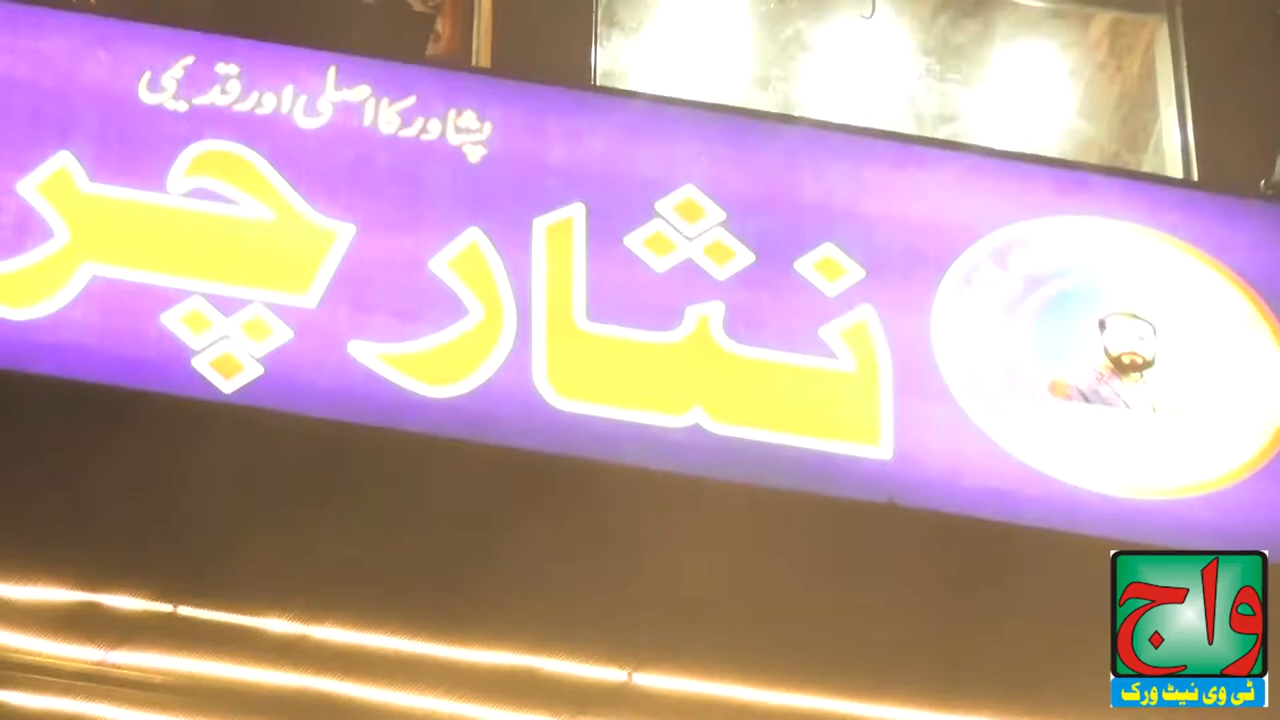 پشاور کا اصلی اور قدیمی
نثار چر
واج
ٹی وی نیٹ ورک